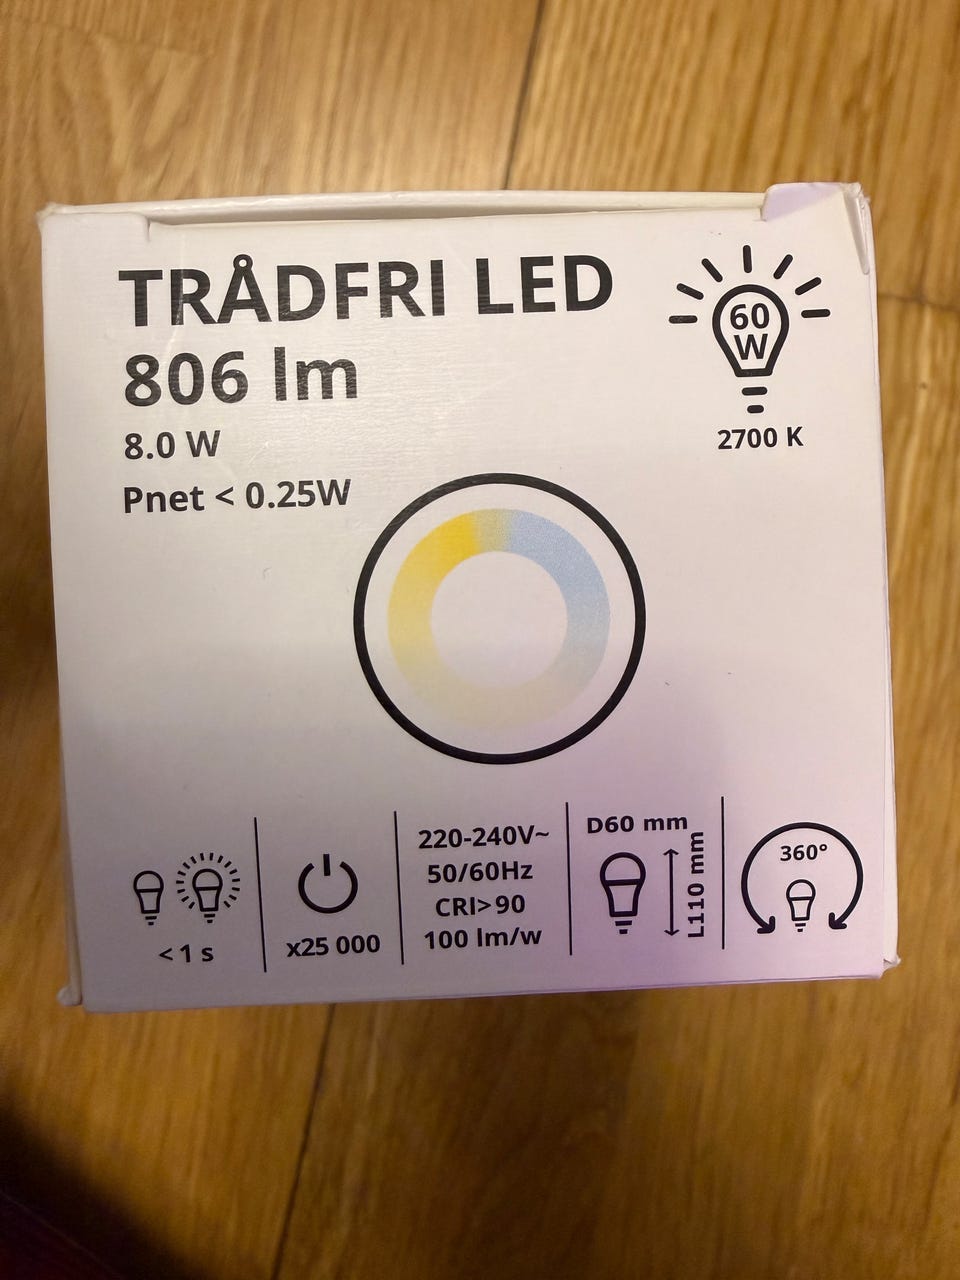 TRÅDFRI LED
806 lm
8.0 W
Pnet < 0.25W
60
W
2700 K
< 1 s
x25 000
220-240V~
50/60Hz
CRI>90
100 lm/w
D60 mm
L110 mm
360°